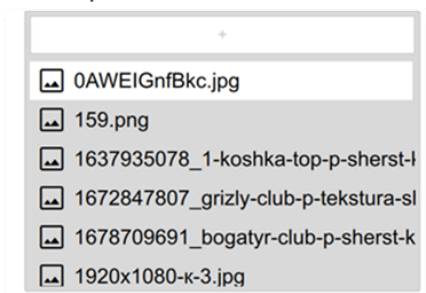 +
0AWEIGnfBkc.jpg
159.png
1637935078_1-koshka-top-p-sherst-k
1672847807_grizly-club-p-tekstura-sl
1678709691_bogatyr-club-p-sherst-k
1920x1080-к-3.jpg